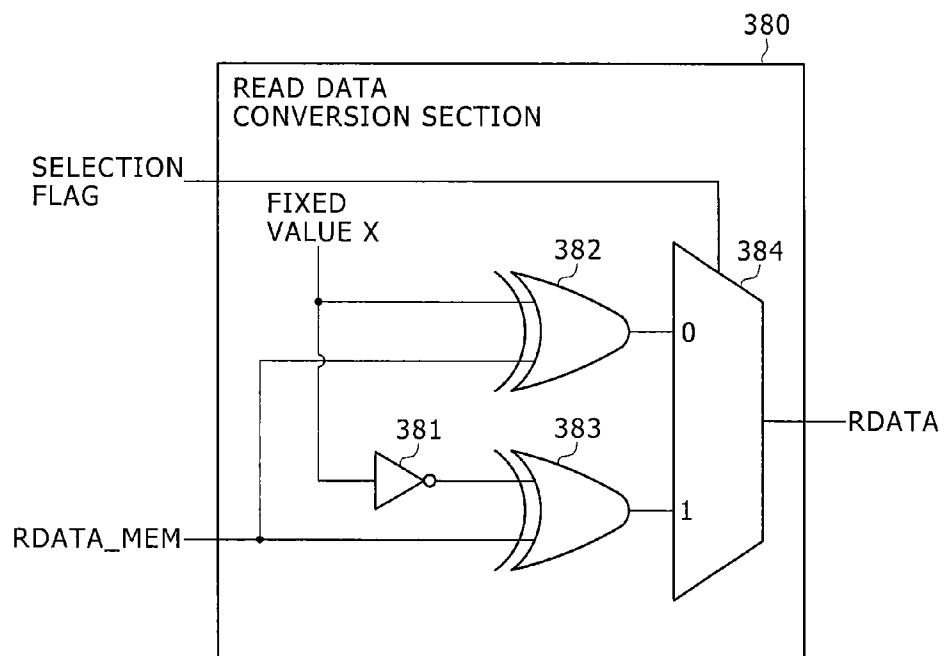 380
READ DATA
CONVERSION SECTION
SELECTION
FLAG
FIXED
VALUE X
382
384
0
RDATA
381
383
1
RDATA_MEM